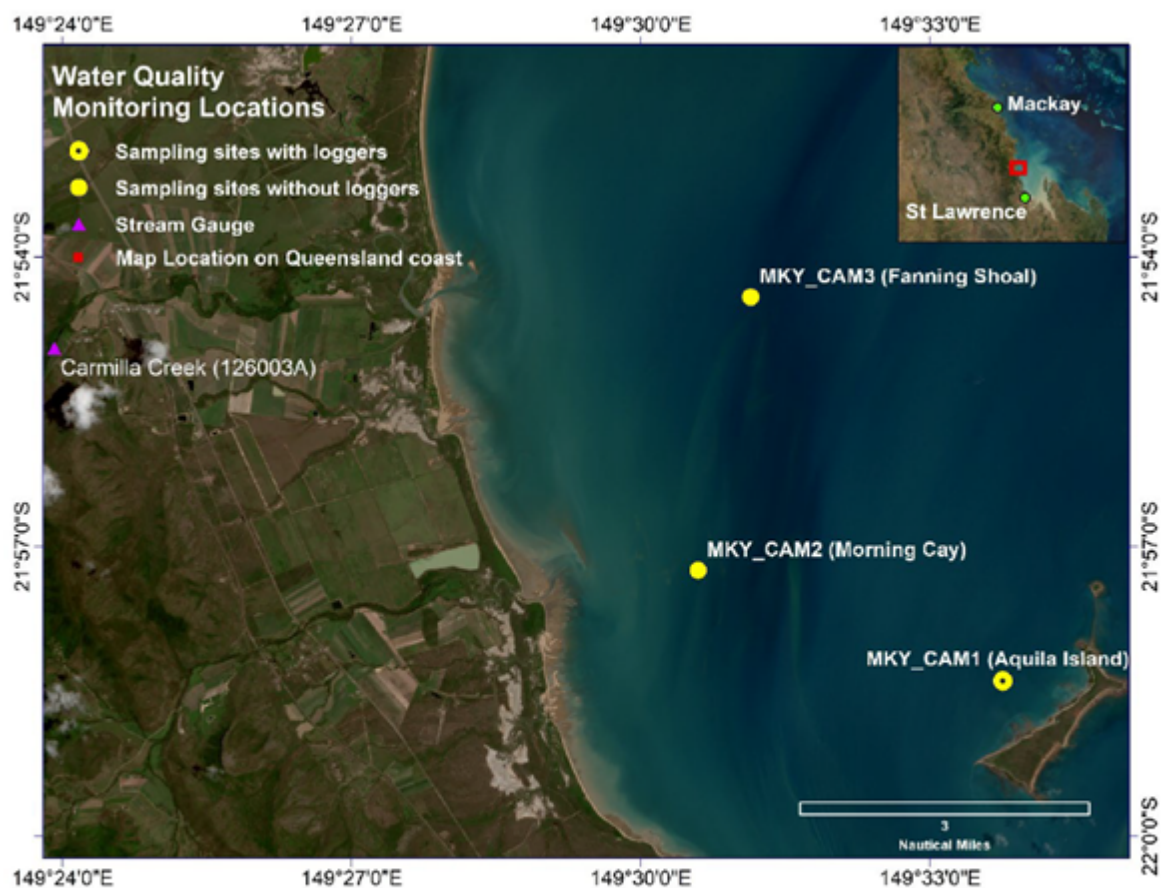 149°24'0"E 149°27'0"E 149°30'0"E 149°33'0"E
Water Quality
Monitoring Locations
Sampling sites with loggers
Sampling sites without loggers
Stream Gauge
Map Location on Queensland coast
Mackay
St Lawrence
21°54'0"S
21°54'0"S
MKY_CAM3 (Fanning Shoal)
Carmilla Creek (126003A)
21°57'0"S
21°57'0"S
MKY_CAM2 (Morning Cay)
MKY_CAM1 (Aquila Island)
3
Nautical Miles
22°0'0"S
149°24'0"E 149°27'0"E 149°30'0"E 149°33'0"E